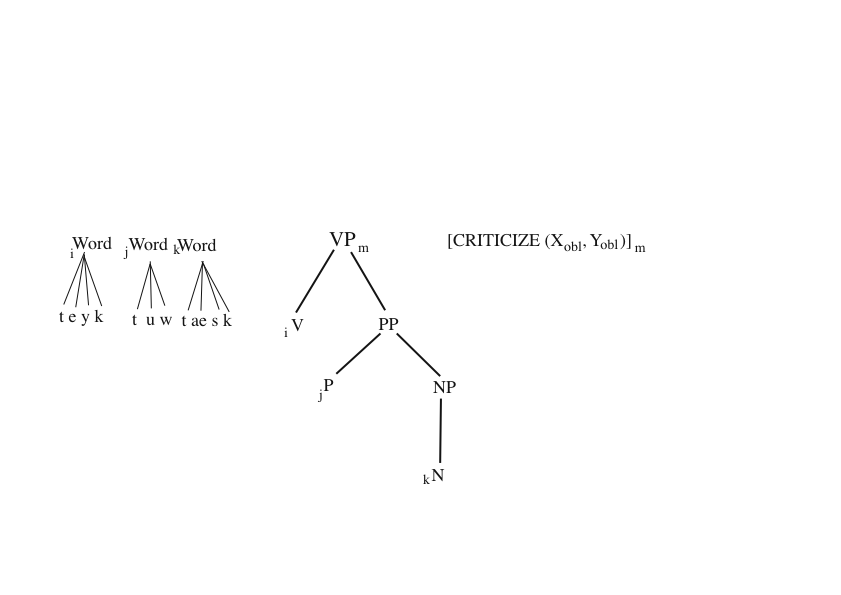 iWord jWord kWord
t e y k t u w t ae s k
VPm
iV PP
jP NP
kN
[CRITICIZE (Xobl, Yobl)]m